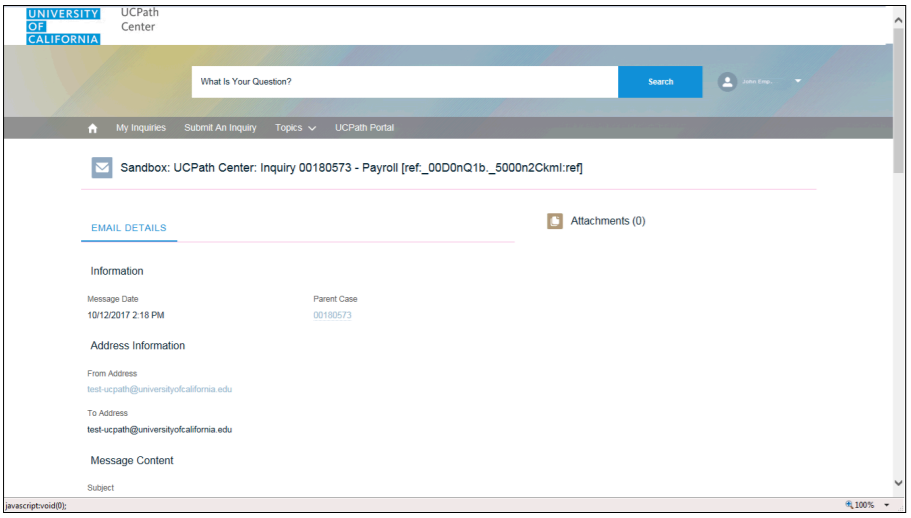 UNIVERSITY
OF
CALIFORNIA
UCPath
Center
What Is Your Question?
Search
John Emp...
My Inquiries Submit An Inquiry Topics UCPath Portal
Sandbox: UCPath Center: Inquiry 00180573 - Payroll [ref:_00D0nQ1b._5000n2CkmI:ref]
EMAIL DETAILS
Attachments (0)
Information
Message Date Parent Case
10/12/2017 2:18 PM 00180573
Address Information
From Address
test-ucpath@universityofcalifornia.edu
To Address
test-ucpath@universityofcalifornia.edu
Message Content
Subject
javascript:void(0);
100%